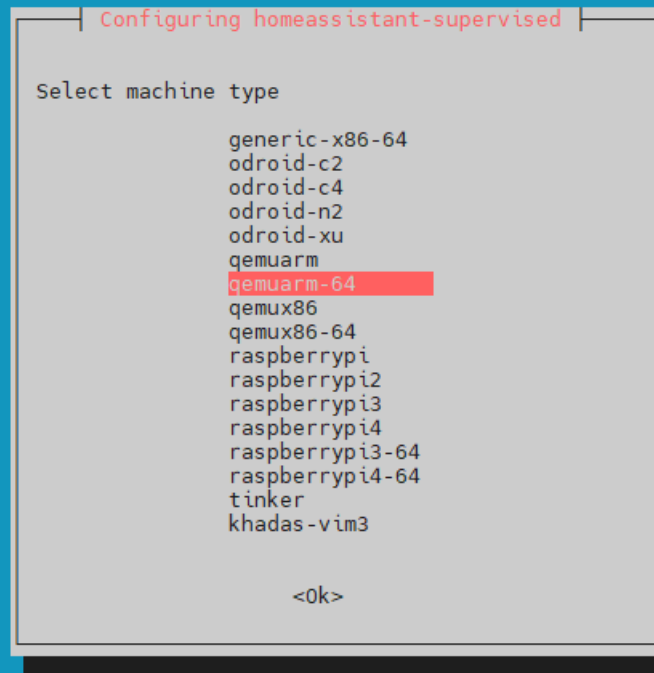 Configuring homeassistant-supervised
Select machine type
generic-x86-64
odroid-c2
odroid-c4
odroid-n2
odroid-xu
qemuarm
qemuarm-64
qemux86
qemux86-64
raspberrypi
raspberrypi2
raspberrypi3
raspberrypi4
raspberrypi3-64
raspberrypi4-64
tinker
khadas-vim3
<Ok>